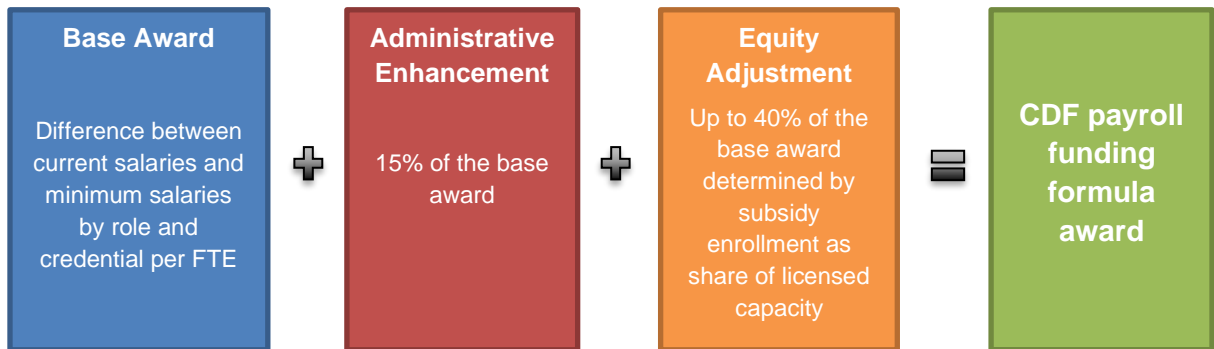 Base Award
Difference between
current salaries and
minimum salaries
by role and
credential per FTE
Administrative
Enhancement
15% of the base
award
Equity
Adjustment
Up to 40% of the
base award
determined by
subsidy
enrollment as
share of licensed
capacity
CDF payroll
funding
formula
award